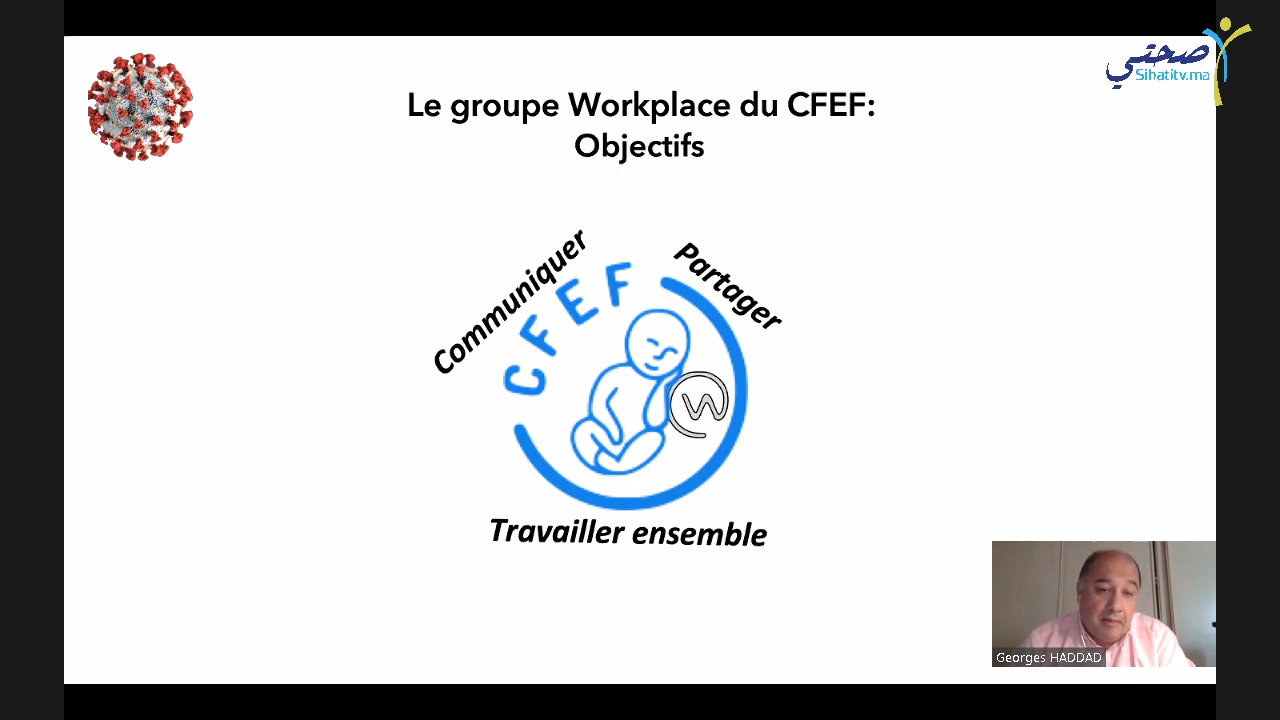 صحتي
Sihatitv.ma
Le groupe Workplace du CFEF:
Objectifs
Communiquer
Partager
CFEF
W
Travailler ensemble
Georges HADDAD